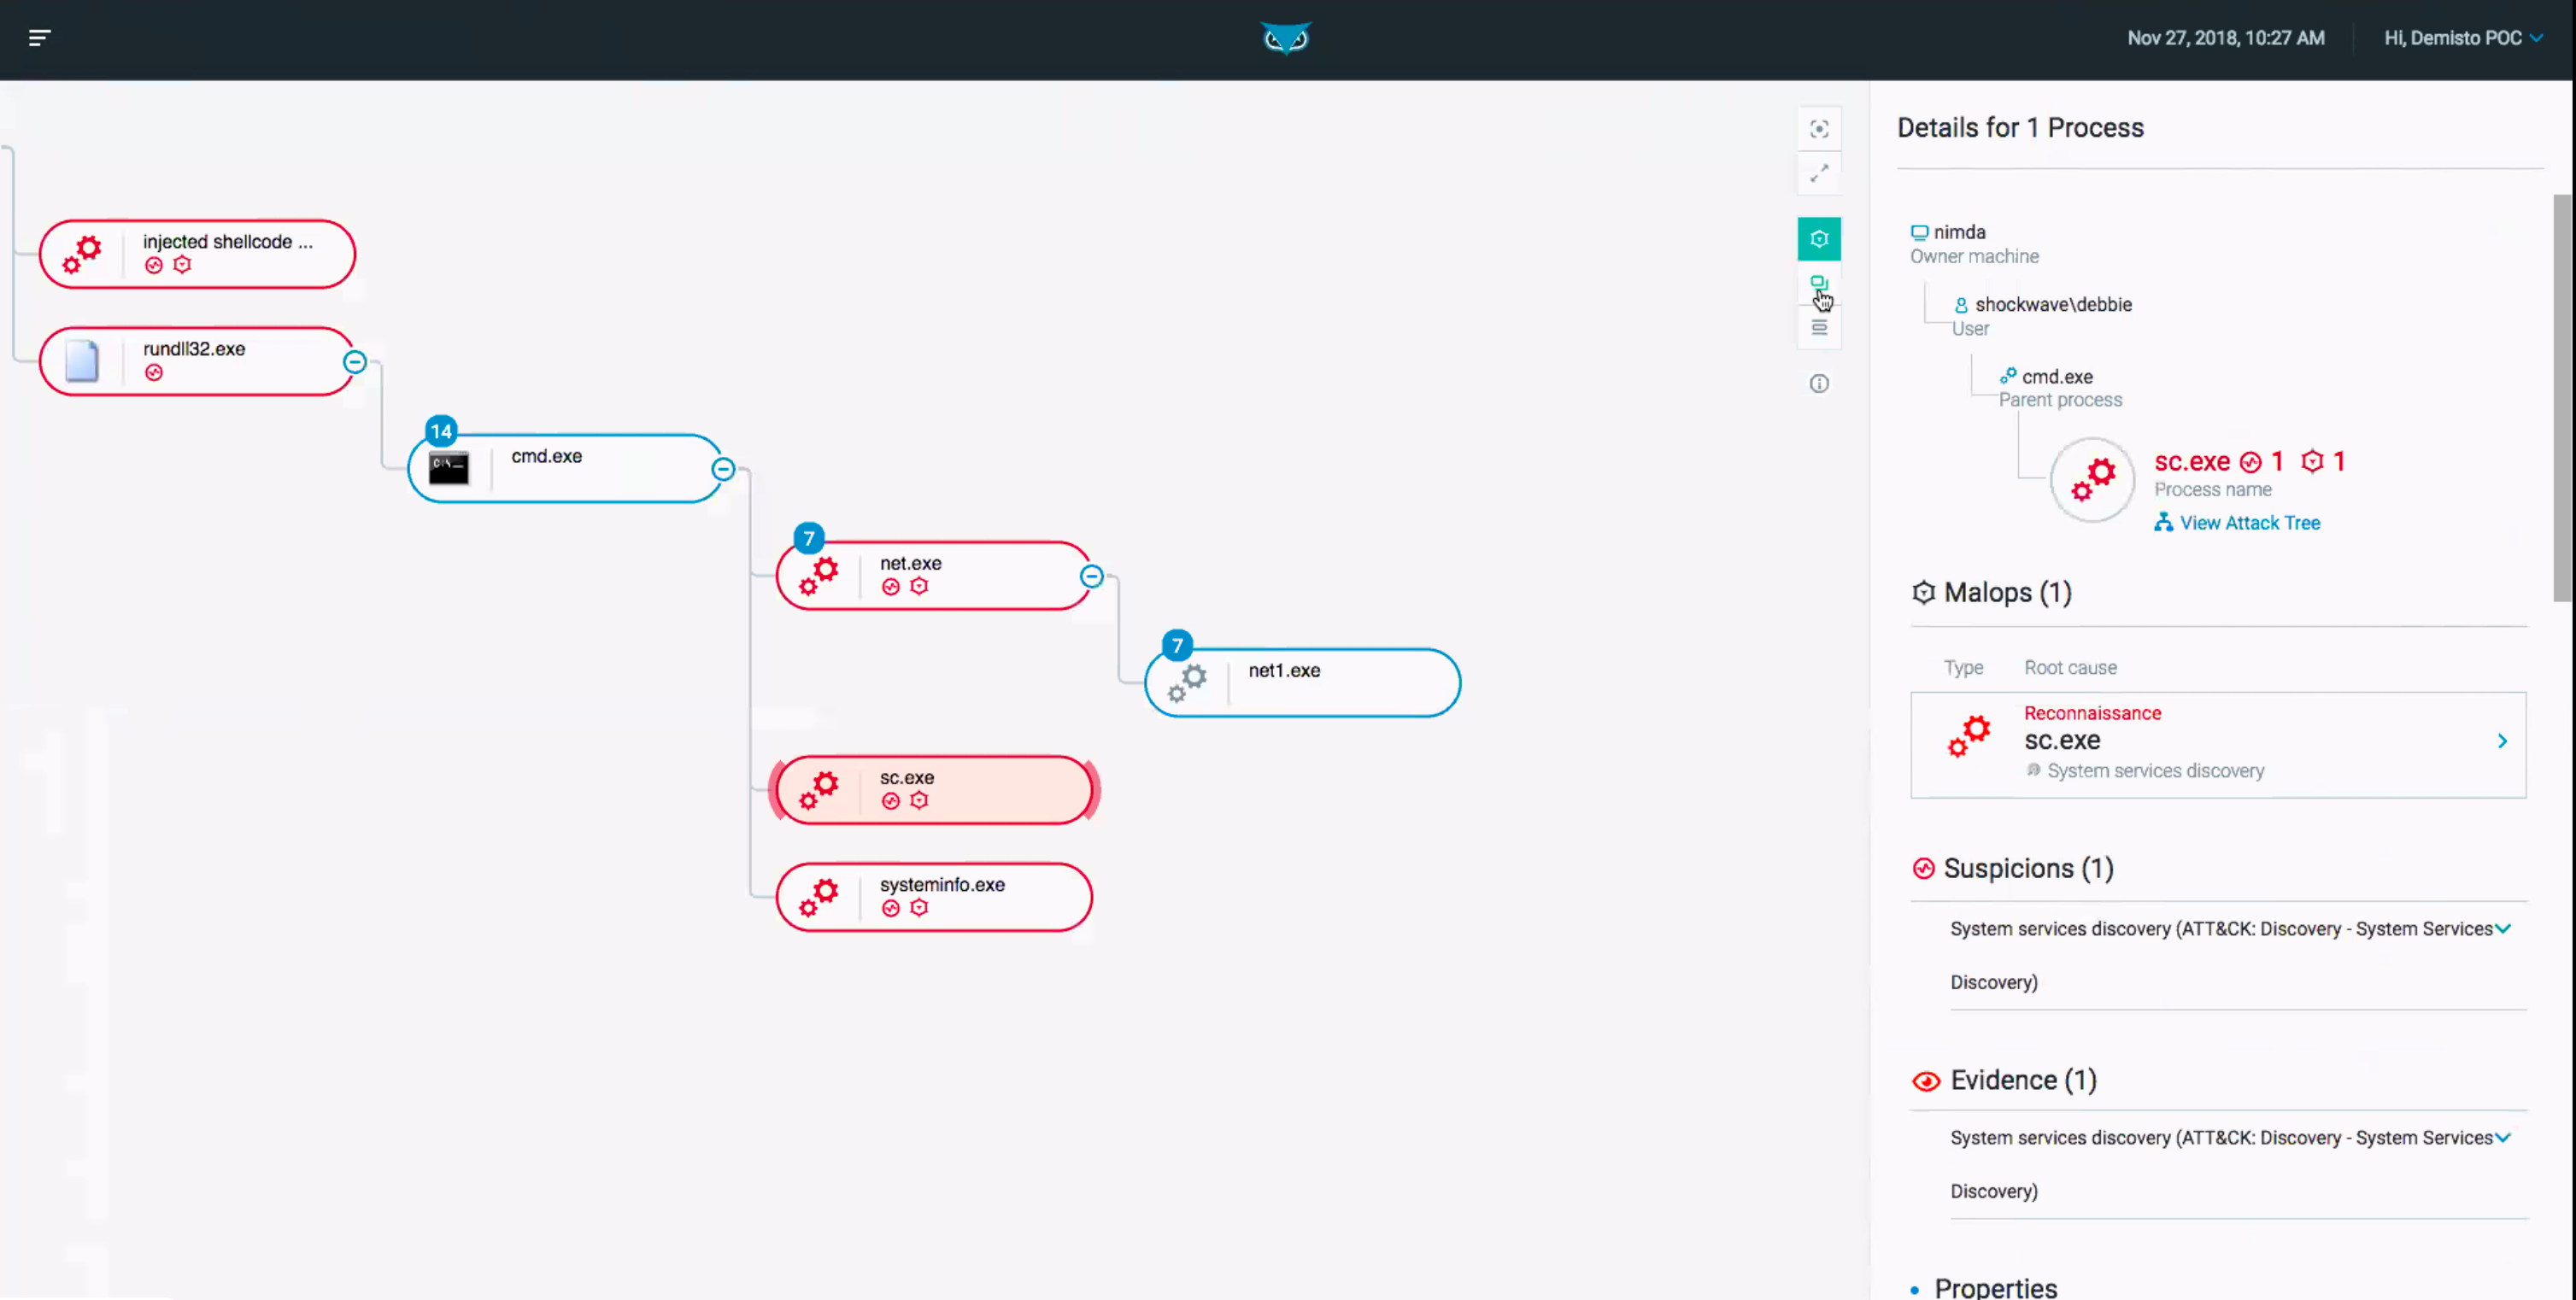 Nov 27, 2018, 10:27 AM
Hi, Demisto POC
injected shellcode ...
rundll32.exe
14
cmd.exe
7
net.exe
7
net1.exe
sc.exe
systeminfo.exe
Details for 1 Process
nimda
Owner machine
shockwave\debbie
User
cmd.exe
Parent process
sc.exe 1 1
Process name
View Attack Tree
Malops (1)
Type Root cause
Reconnaissance
sc.exe
System services discovery
Suspicions (1)
System services discovery (ATT&CK: Discovery - System Services
Discovery)
Evidence (1)
System services discovery (ATT&CK: Discovery - System Services
Discovery)
Properties